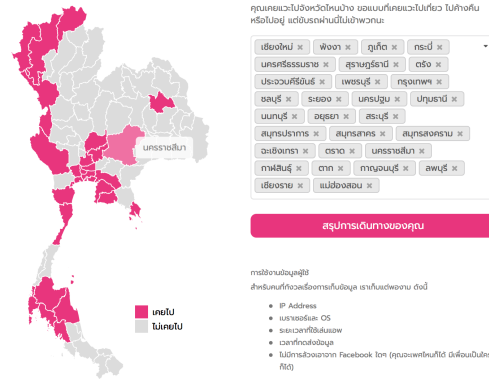 คุณเคยแวะไปจังหวัดไหนบ้าง ขอแบบที่เคยแวะไปเที่ยว ไปค้างคืน
หรือไปอยู่ แต่ขับรถผ่านนี่ไม่เข้าพวกนะ
เชียงใหม่ × พังงา × ภูเก็ต × กระบี่ ×
นครศรีธรรมราช × สุราษฎร์ธานี × ตรัง ×
ประจวบคีรีขันธ์ × เพชรบุรี × กรุงเทพฯ ×
ชลบุรี × ระยอง × นครปฐม × ปทุมธานี ×
นนทบุรี × อยุธยา × สระบุรี ×
สมุทรปราการ × สมุทรสาคร × สมุทรสงคราม ×
ฉะเชิงเทรา × ตราด × นครราชสีมา ×
กาฬสินธุ์ × ตาก × กาญจนบุรี × ลพบุรี ×
เชียงราย × แม่ฮ่องสอน ×
นครราชสีมา
สรุปการเดินทางของคุณ
เคยไป
ไม่เคยไป
การใช้งานข้อมูลผู้ใช้
สำหรับคนที่กังวลเรื่องการเก็บข้อมูล เราเก็บแต่พองาม ดังนี้
IP Address
เบราเซอร์และ OS
ระยะเวลาที่ใช้เล่นแอพ
เวลาที่กดส่งข้อมูล
ไม่มีการล้วงเอาจาก Facebook ใดๆ (คุณจะเพศไหนก็ได้ มีเพื่อนเป็นใคร
ก็ได้)